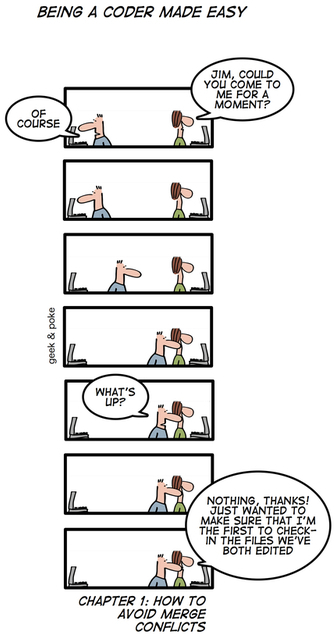 BEING A CODER MADE EASY
JIM, COULD
YOU COME TO
ME FOR A
MOMENT?
OF
COURSE
geek & poke
WHAT'S
UP?
NOTHING, THANKS!
JUST WANTED TO
MAKE SURE THAT I'M
THE FIRST TO CHECK-
IN THE FILES WE'VE
BOTH EDITED
CHAPTER 1: HOW TO
AVOID MERGE
CONFLICTS